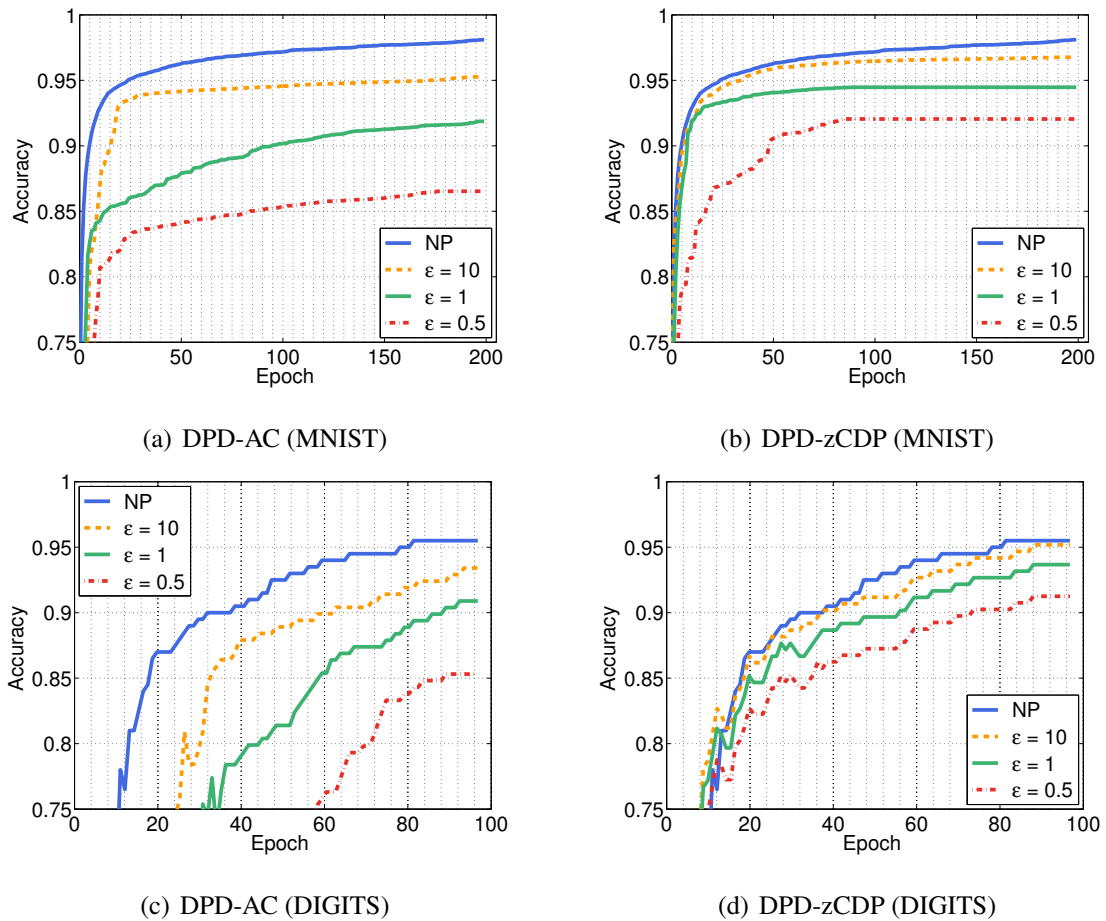 1
0.95
0.9
0.85
0.8
0.75
Accuracy
0 50 100 150 200
Epoch
NP
ε = 10
ε = 1
ε = 0.5
(a) DPD-AC (MNIST)
1
0.95
0.9
0.85
0.8
0.75
Accuracy
0 50 100 150 200
Epoch
NP
ε = 10
ε = 1
ε = 0.5
(b) DPD-zCDP (MNIST)
1
0.95
0.9
0.85
0.8
0.75
Accuracy
NP
ε = 10
ε = 1
ε = 0.5
0 20 40 60 80 100
Epoch
(c) DPD-AC (DIGITS)
1
0.95
0.9
0.85
0.8
0.75
Accuracy
NP
ε = 10
ε = 1
ε = 0.5
0 20 40 60 80 100
Epoch
(d) DPD-zCDP (DIGITS)